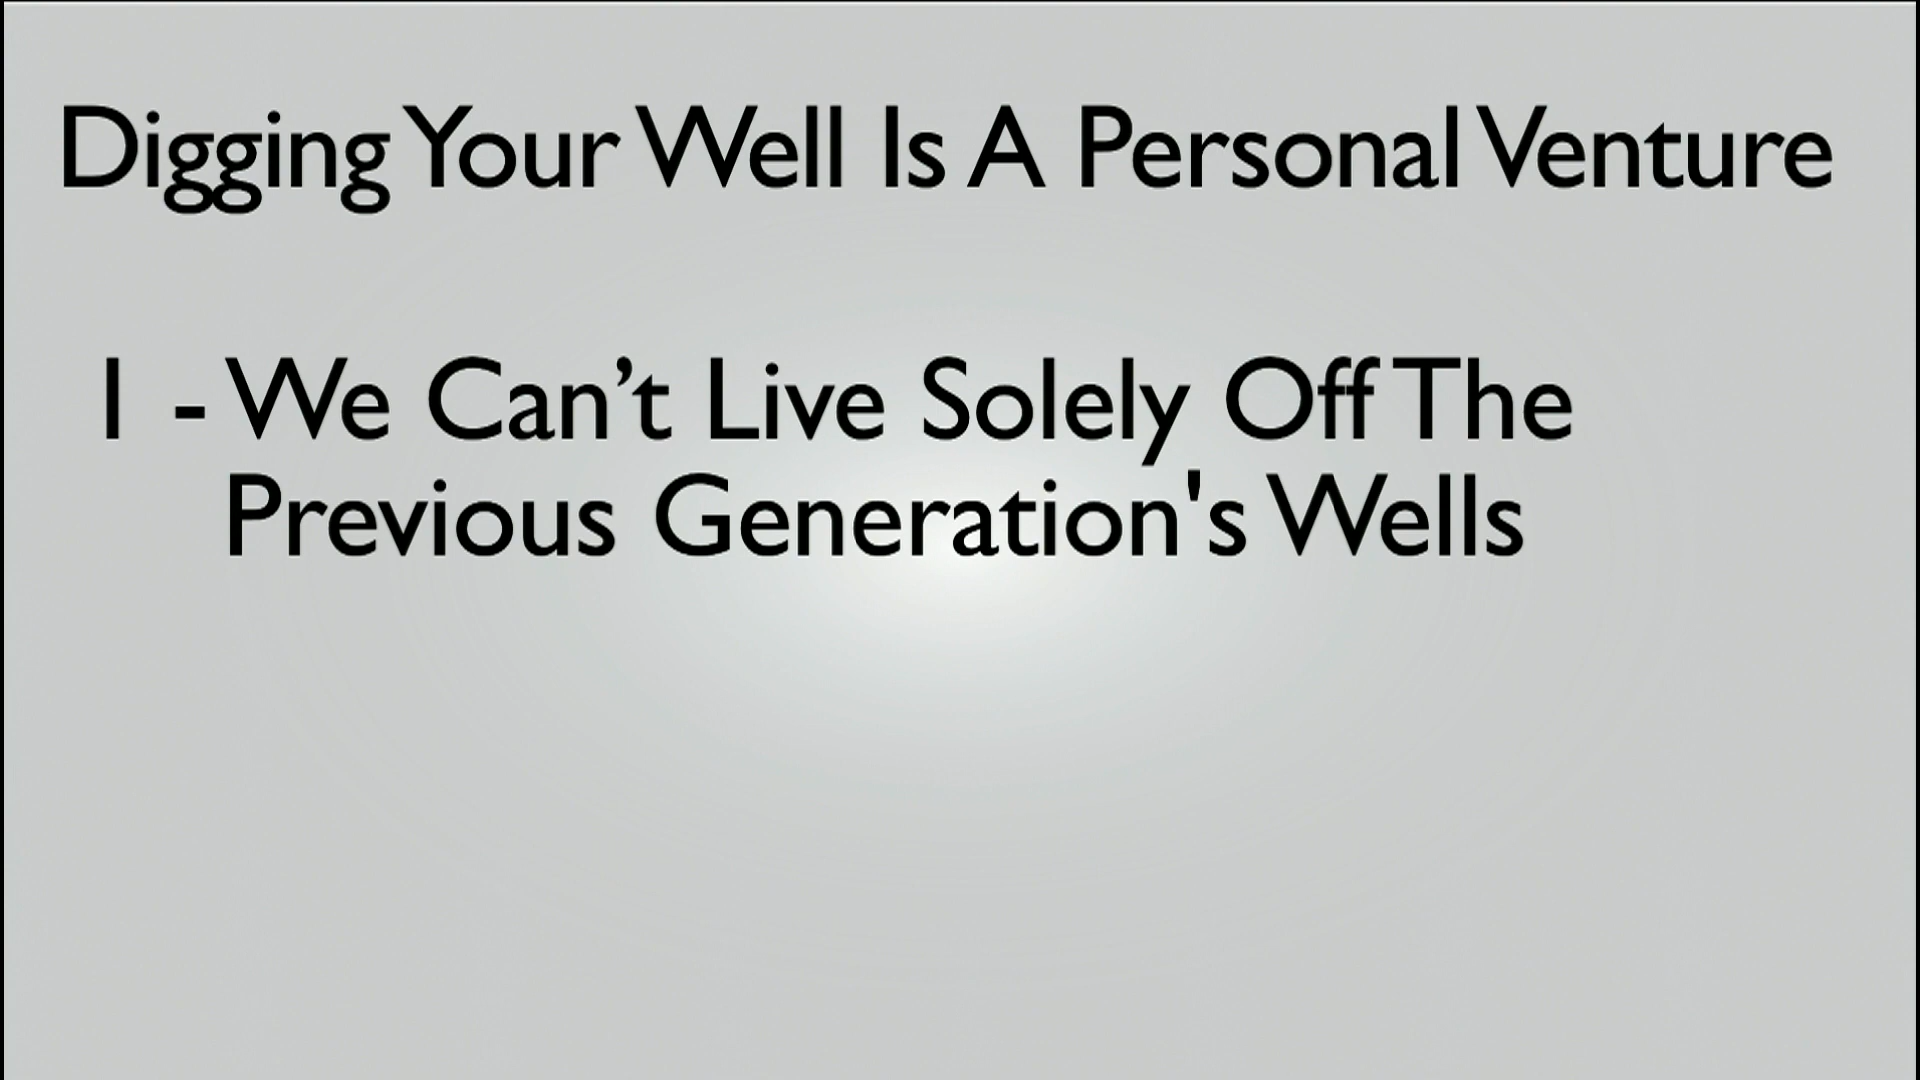 Digging Your Well Is A Personal Venture
1 - We Can’t Live Solely Off The
Previous Generation's Wells